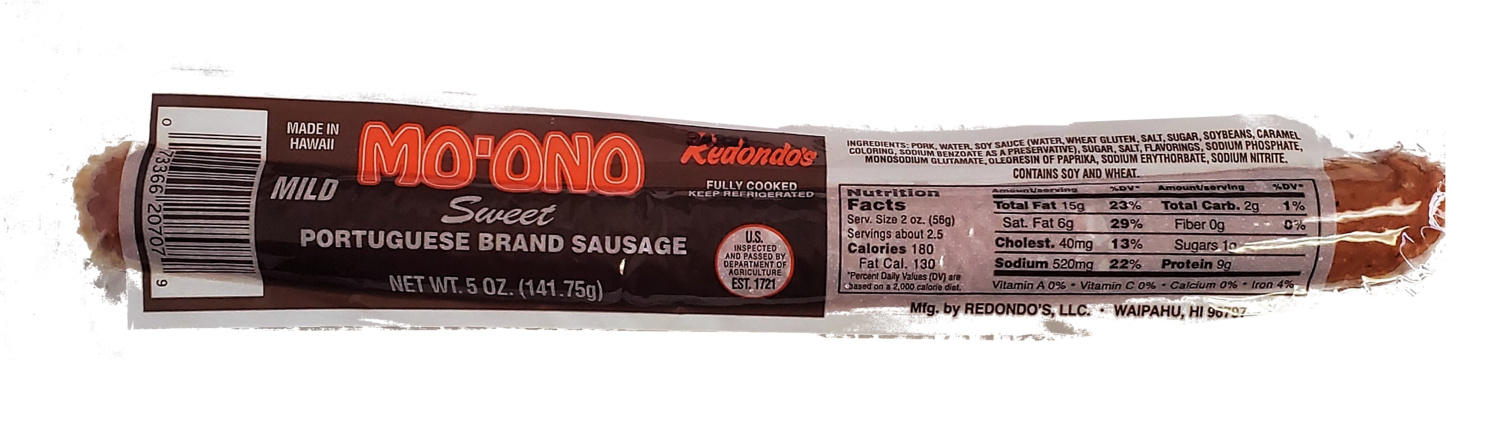 0 73366 20707 9
MADE IN
HAWAII
MILD
MO'ONO
Sweet
PORTUGUESE BRAND SAUSAGE
NET WT. 5 OZ. (141.75g)
Redondo's
FULLY COOKED
KEEP REFRIGERATED
U.S.
INSPECTED
AND PASSED BY
DEPARTMENT OF
AGRICULTURE
EST. 1721
INGREDIENTS: PORK, WATER, SOY SAUCE (WATER, WHEAT GLUTEN, SALT, SUGAR, SOYBEANS, CARAMEL
COLORING, SODIUM BENZOATE AS A PRESERVATIVE), SUGAR, SALT, FLAVORINGS, SODIUM PHOSPHATE,
MONOSODIUM GLUTAMATE, OLEORESIN OF PAPRIKA, SODIUM ERYTHORBATE, SODIUM NITRITE.
CONTAINS SOY AND WHEAT.
Nutrition
Facts
Serv. Size 2 oz. (56g)
Servings about 2.5
Calories 180
Fat Cal. 130
*Percent Daily Values (DV) are
based on a 2,000 calorie diet.
Amount/serving %DV* Amount/serving %DV*
Total Fat 15g 23% Total Carb. 2g 1%
Sat. Fat 6g 29% Fiber 0g 0%
Cholest. 40mg 13% Sugars 1g
Sodium 520mg 22% Protein 9g
Vitamin A 0% • Vitamin C 0% • Calcium 0% • Iron 4%
Mfg. by REDONDO'S, LLC. • WAIPAHU, HI 96797